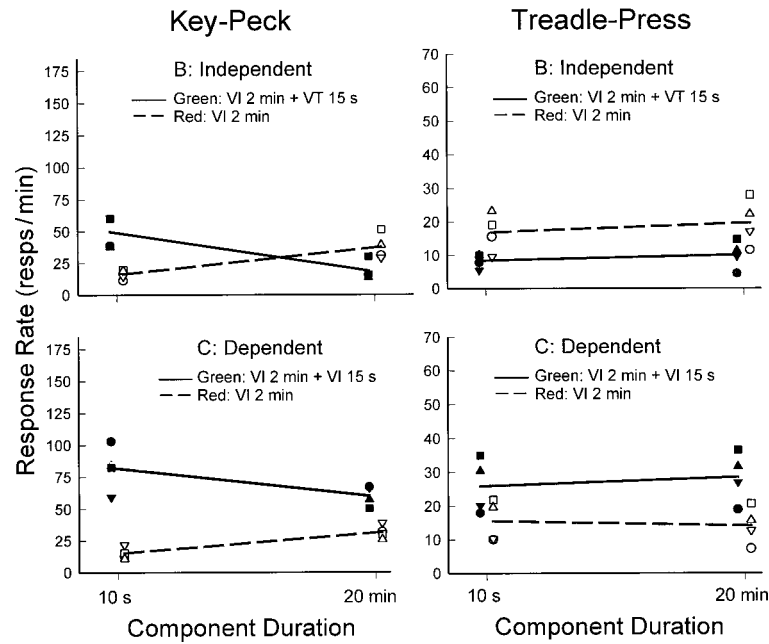 Key-Peck
Treadle-Press
Response Rate (resps/min)
175
150
125
100
75
50
25
0
B: Independent
Green: VI 2 min + VT 15 s
Red: VI 2 min
70
60
50
40
30
20
10
0
B: Independent
Green: VI 2 min + VT 15 s
Red: VI 2 min
175
150
125
100
75
50
25
0
C: Dependent
Green: VI 2 min + VI 15 s
Red: VI 2 min
10 s
20 min
Component Duration
70
60
50
40
30
20
10
0
C: Dependent
Green: VI 2 min + VI 15 s
Red: VI 2 min
10 s
20 min
Component Duration